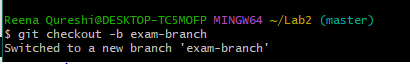 Reena Qureshi@DESKTOP-TC5MOFP MINGW64 ~/Lab2 (master)
$ git checkout -b exam-branch
Switched to a new branch 'exam-branch'